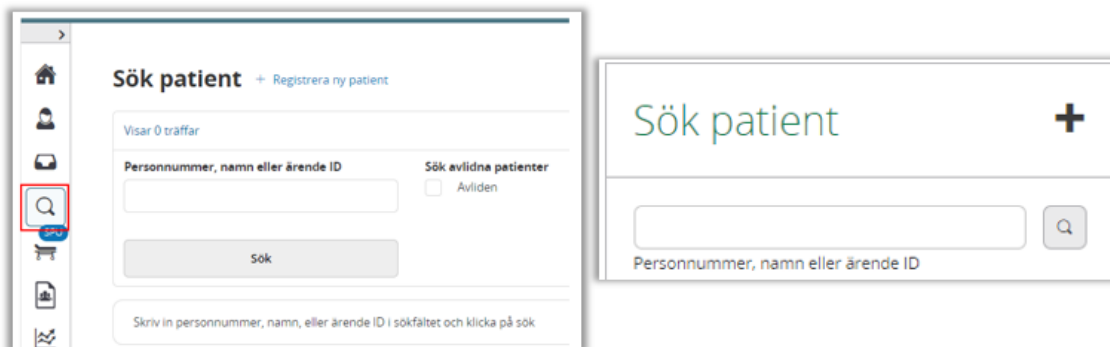 Sök patient + Registrera ny patient
Visar 0 träffar
Personnummer, namn eller ärende ID
Sök avlidna patienter
Avliden
Sök
Skriv in personnummer, namn, eller ärende ID i sökfältet och klicka på sök
Sök patient +
Personnummer, namn eller ärende ID